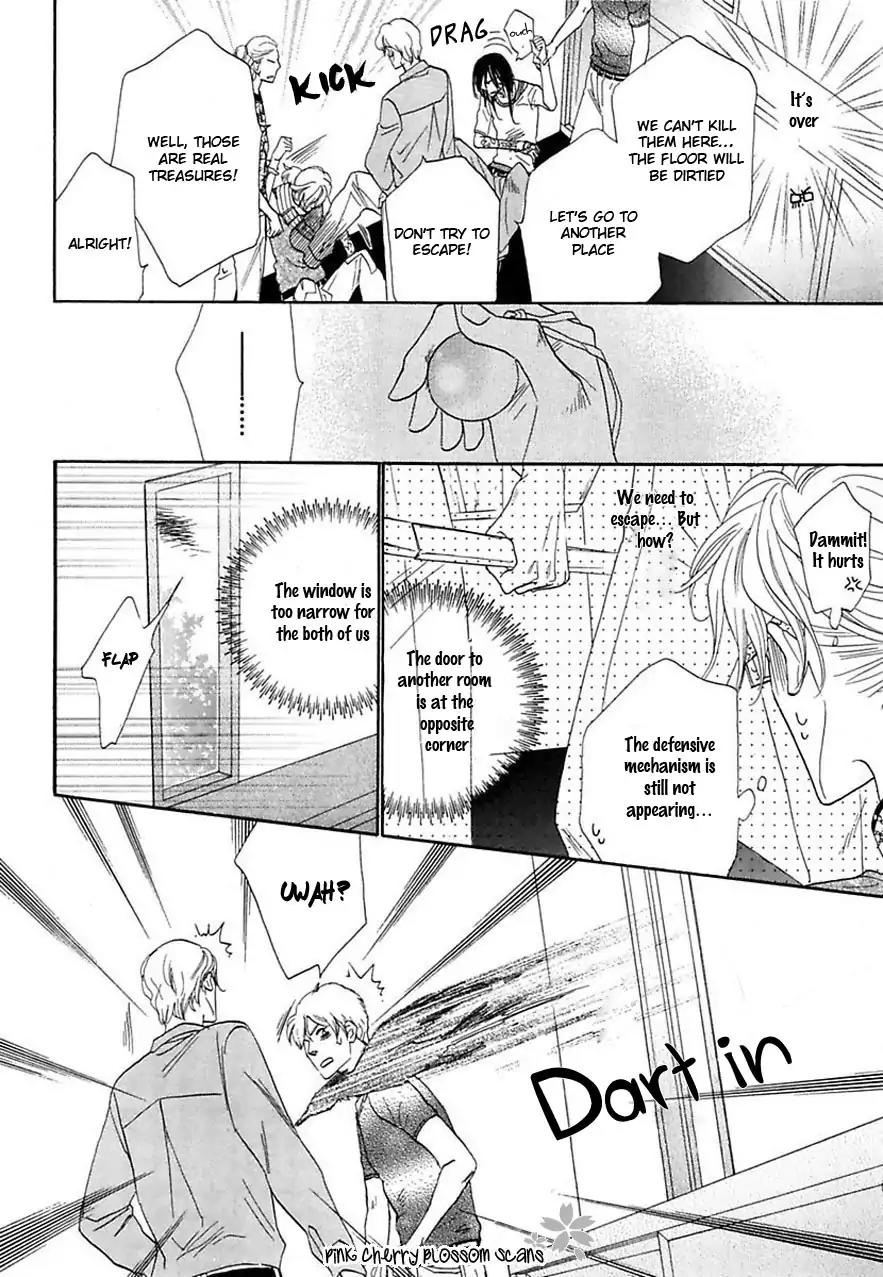 It's
over
WE CAN'T KILL
THEM HERE...
THE FLOOR WILL
BE DIRTIED
LET'S GO TO
ANOTHER
PLACE
ouch
DRAG
KICK
DON'T TRY TO
ESCAPE!
WELL, THOSE
ARE REAL
TREASURES!
ALRIGHT!
Dammit!
It hurts
We need to
escape... But
how?
The defensive
mechanism is
still not
appearing...
The door to
another room
is at the
opposite
corner
The window is
too narrow for
the both of us
FLAP
UWAH?
Dart in
Pink Cherry Blossom Scans